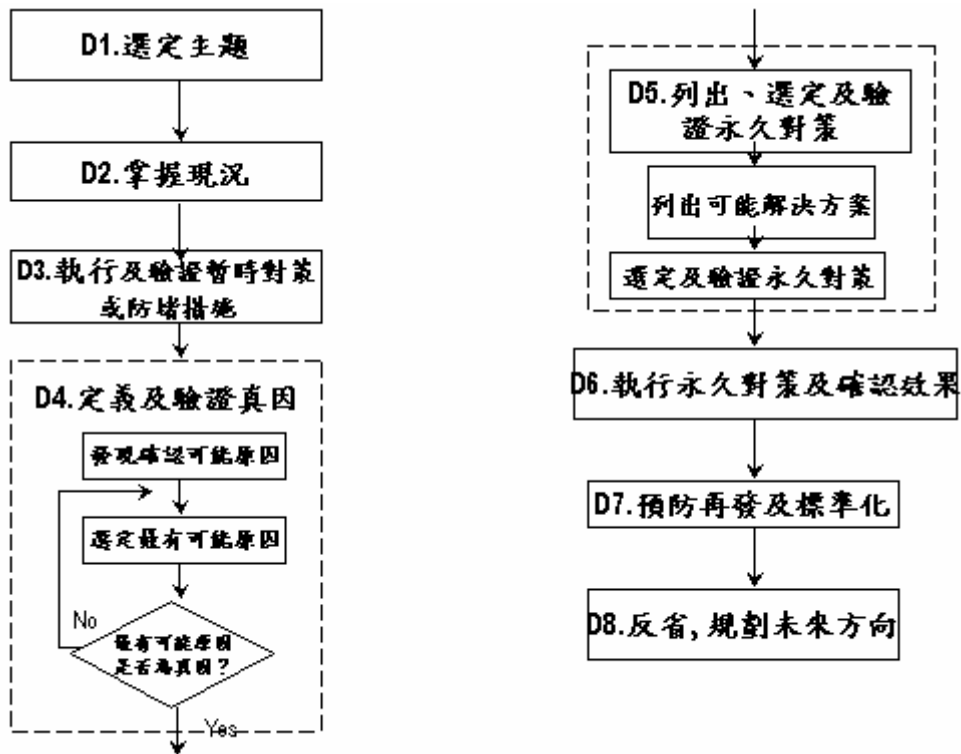 D1.選定主題
D2.掌握現況
D3.執行及驗證暫時對策
或防堵措施
D4.定義及驗證真因
發現確認可能原因
選定最有可能原因
No
最有可能原因
是否為真因?
Yes
D5.列出、選定及驗
證永久對策
列出可能解決方案
選定及驗證永久對策
D6.執行永久對策及確認效果
D7.預防再發及標準化
D8.反省,規劃未來方向